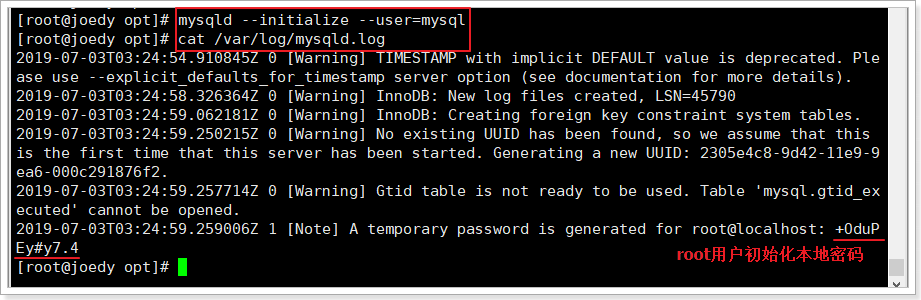 [root@joedy opt]# mysqld --initialize --user=mysql
[root@joedy opt]# cat /var/log/mysqld.log
2019-07-03T03:24:54.910845Z 0 [Warning] TIMESTAMP with implicit DEFAULT value is deprecated. Ple
ase use --explicit_defaults_for_timestamp server option (see documentation for more details).
2019-07-03T03:24:58.326364Z 0 [Warning] InnoDB: New log files created, LSN=45790
2019-07-03T03:24:59.062181Z 0 [Warning] InnoDB: Creating foreign key constraint system tables.
2019-07-03T03:24:59.250215Z 0 [Warning] No existing UUID has been found, so we assume that this
is the first time that this server has been started. Generating a new UUID: 2305e4c8-9d42-11e9-9
ea6-000c291876f2.
2019-07-03T03:24:59.257714Z 0 [Warning] Gtid table is not ready to be used. Table 'mysql.gtid_ex
ecuted' cannot be opened.
2019-07-03T03:24:59.259006Z 1 [Note] A temporary password is generated for root@localhost: +OduP
Ey#y7.4
root用户初始化本地密码
[root@joedy opt]#